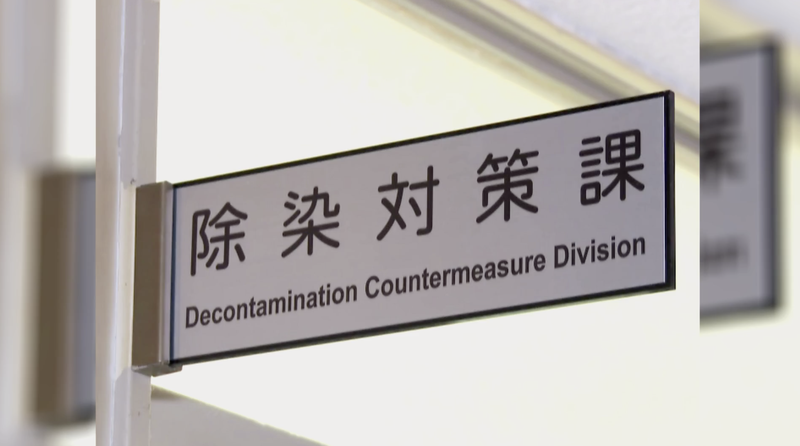 除染対策課
Decontamination Countermeasure Division